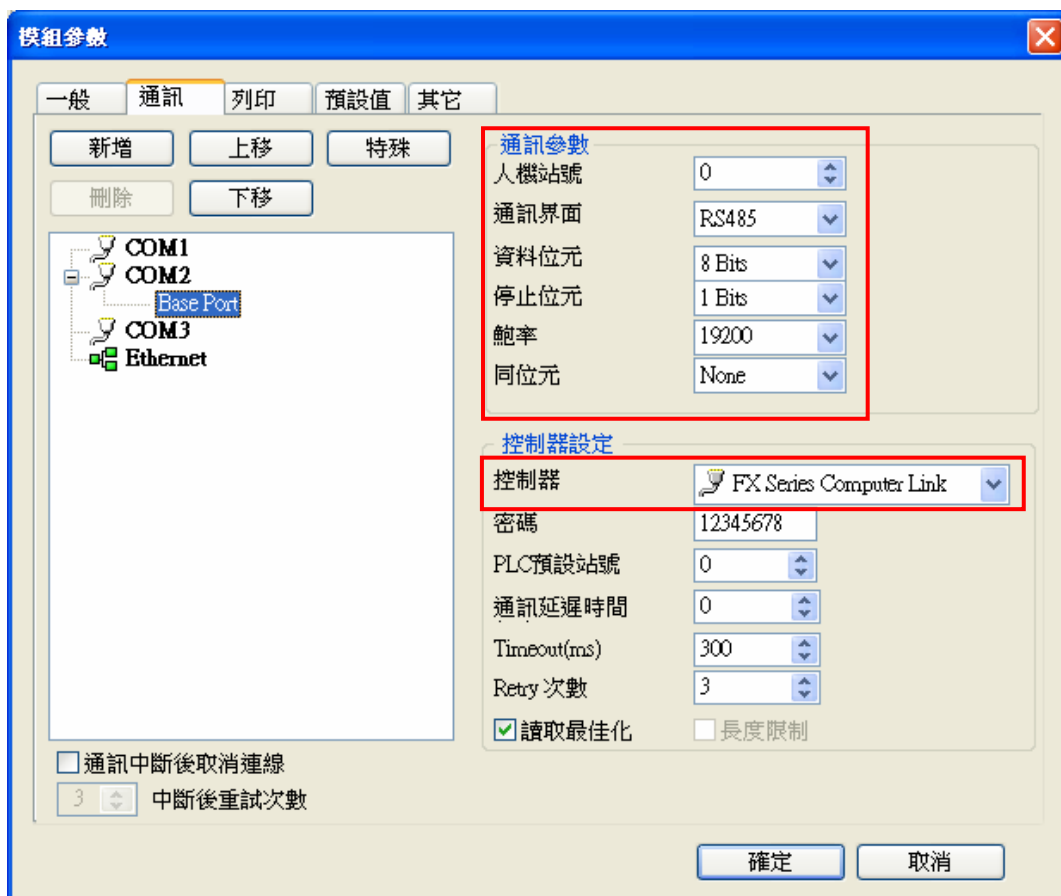 模組參數
一般 通訊 列印 預設值 其它
新增 上移 特殊
刪除 下移
COM1
COM2
Base Port
COM3
Ethernet
通訊中斷後取消連線
3 中斷後重試次數
通訊參數
人機站號 0
通訊界面 RS485
資料位元 8 Bits
停止位元 1 Bits
鮑率 19200
同位元 None
控制器設定
控制器 FX Series Computer Link
密碼 12345678
PLC預設站號 0
通訊延遲時間 0
Timeout(ms) 300
Retry 次數 3
讀取最佳化 長度限制
確定 取消